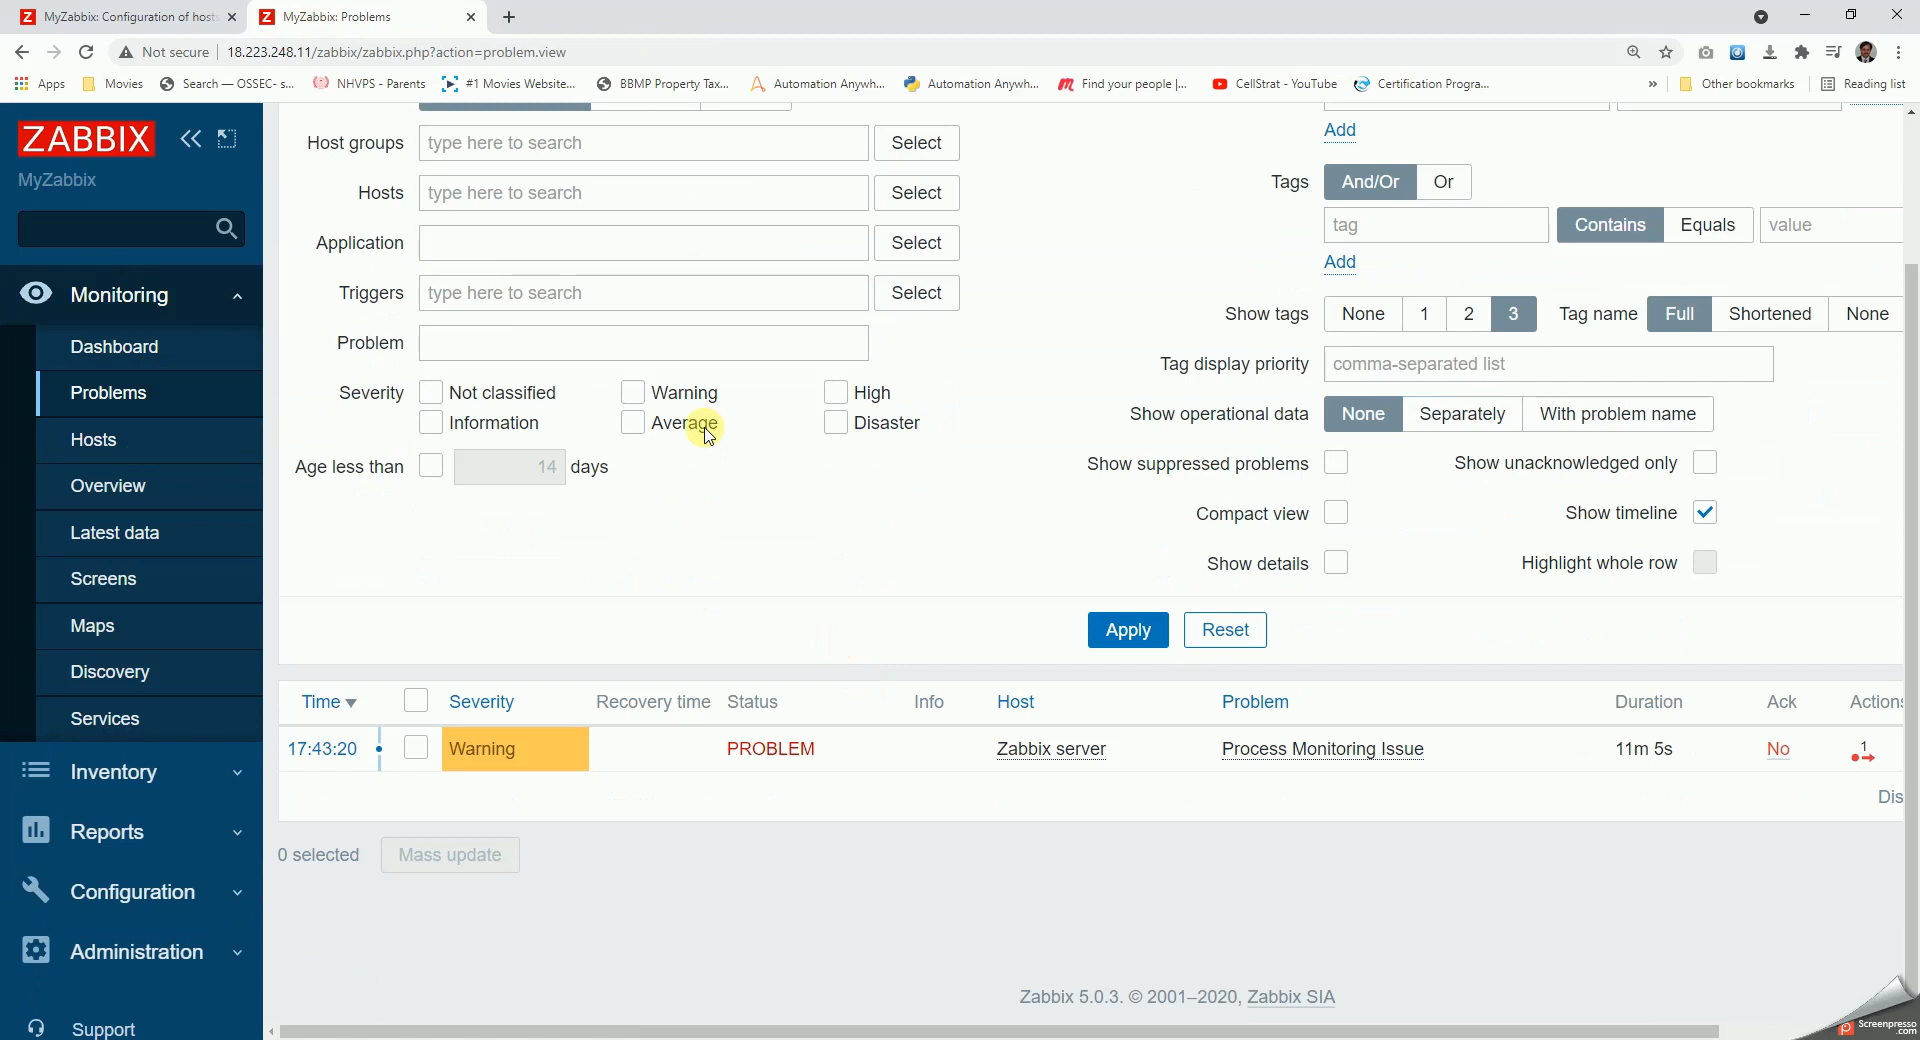 MyZabbix: Configuration of hosts
MyZabbix: Problems
Not secure
18.223.248.11/zabbix/zabbix.php?action=problem.view
Apps
Movies
Search — OSSEC- s...
NHVPS - Parents
#1 Movies Website...
BBMP Property Tax...
Automation Anywh...
Automation Anywh...
Find your people |...
CellStrat - YouTube
Certification Progra...
»
Other bookmarks
Reading list
ZABBIX
MyZabbix
Monitoring
Dashboard
Problems
Hosts
Overview
Latest data
Screens
Maps
Discovery
Services
Inventory
Reports
Configuration
Administration
Support
Host groups type here to search Select
Hosts type here to search Select
Application Select
Triggers type here to search Select
Problem
Severity Not classified Warning High
Information Average Disaster
Age less than 14 days
Add
Tags And/Or Or
tag Contains Equals value
Add
Show tags None 1 2 3 Tag name Full Shortened None
Tag display priority comma-separated list
Show operational data None Separately With problem name
Show suppressed problems Show unacknowledged only
Compact view Show timeline
Show details Highlight whole row
Apply Reset
Time Severity Recovery time Status Info Host Problem Duration Ack Actions
17:43:20 Warning PROBLEM Zabbix server Process Monitoring Issue 11m 5s No 1
Dis
0 selected Mass update
Zabbix 5.0.3. © 2001–2020, Zabbix SIA
Screenpresso
.com